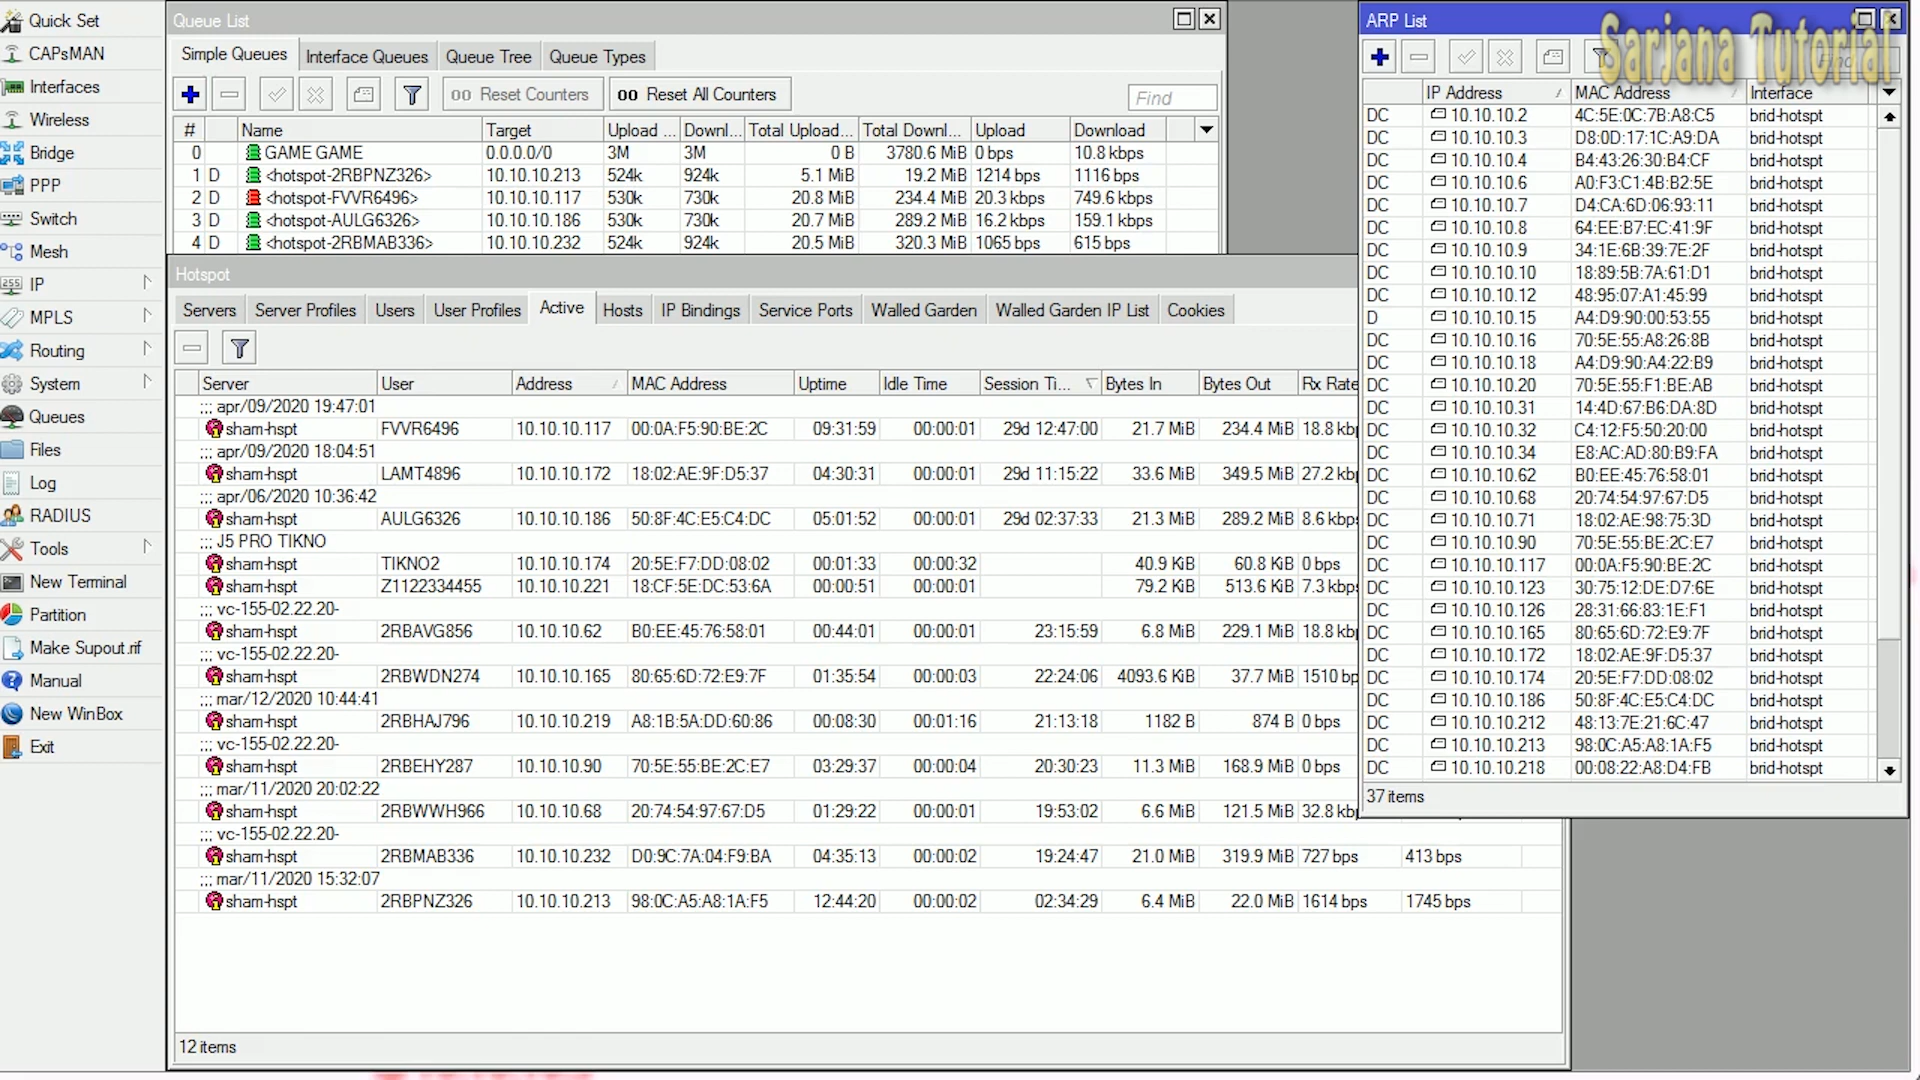 Quick Set
CAPsMAN
Interfaces
Wireless
Bridge
PPP
Switch
Mesh
IP
MPLS
Routing
System
Queues
Files
Log
RADIUS
Tools
New Terminal
Partition
Make Supout.rif
Manual
New WinBox
Exit
Queue List
Simple Queues Interface Queues Queue Tree Queue Types
00 Reset Counters 00 Reset All Counters Find
# Name Target Upload ... Downl... Total Upload... Total Downl... Upload Download
0 GAME GAME 0.0.0.0/0 3M 3M 0 B 3780.6 MiB 0 bps 10.8 kbps
1 D <hotspot-2RBPNZ326> 10.10.10.213 524k 924k 5.1 MiB 19.2 MiB 1214 bps 1116 bps
2 D <hotspot-FVVR6496> 10.10.10.117 530k 730k 20.8 MiB 234.4 MiB 20.3 kbps 749.6 kbps
3 D <hotspot-AULG6326> 10.10.10.186 530k 730k 20.7 MiB 289.2 MiB 16.2 kbps 159.1 kbps
4 D <hotspot-2RBMAB336> 10.10.10.232 524k 924k 20.5 MiB 320.3 MiB 1065 bps 615 bps
Hotspot
Servers Server Profiles Users User Profiles Active Hosts IP Bindings Service Ports Walled Garden Walled Garden IP List Cookies
Server User Address MAC Address Uptime Idle Time Session Ti... Bytes In Bytes Out Rx Rate
;;; apr/09/2020 19:47:01
sham-hspt FVVR6496 10.10.10.117 00:0A:F5:90:BE:2C 09:31:59 00:00:01 29d 12:47:00 21.7 MiB 234.4 MiB 18.8 kbp
;;; apr/09/2020 18:04:51
sham-hspt LAMT4896 10.10.10.172 18:02:AE:9F:D5:37 04:30:31 00:00:01 29d 11:15:22 33.6 MiB 349.5 MiB 27.2 kbp
;;; apr/06/2020 10:36:42
sham-hspt AULG6326 10.10.10.186 50:8F:4C:E5:C4:DC 05:01:52 00:00:01 29d 02:37:33 21.3 MiB 289.2 MiB 8.6 kbps
;;; J5 PRO TIKNO
sham-hspt TIKNO2 10.10.10.174 20:5E:F7:DD:08:02 00:01:33 00:00:32 40.9 KiB 60.8 KiB 0 bps
sham-hspt Z1122334455 10.10.10.221 18:CF:5E:DC:53:6A 00:00:51 00:00:01 79.2 KiB 513.6 KiB 7.3 kbps
;;; vc-155-02.22.20-
sham-hspt 2RBAVG856 10.10.10.62 B0:EE:45:76:58:01 00:44:01 00:00:01 23:15:59 6.8 MiB 229.1 MiB 18.8 kbp
;;; vc-155-02.22.20-
sham-hspt 2RBWDN274 10.10.10.165 80:65:6D:72:E9:7F 01:35:54 00:00:03 22:24:06 4093.6 KiB 37.7 MiB 1510 bp
;;; mar/12/2020 10:44:41
sham-hspt 2RBHAJ796 10.10.10.219 A8:1B:5A:DD:60:86 00:08:30 00:01:16 21:13:18 1182 B 874 B 0 bps
;;; vc-155-02.22.20-
sham-hspt 2RBEHY287 10.10.10.90 70:5E:55:BE:2C:E7 03:29:37 00:00:04 20:30:23 11.3 MiB 168.9 MiB 0 bps
;;; mar/11/2020 20:02:22
sham-hspt 2RBWWH966 10.10.10.68 20:74:54:97:67:D5 01:29:22 00:00:01 19:53:02 6.6 MiB 121.5 MiB 32.8 kbp
;;; vc-155-02.22.20-
sham-hspt 2RBMAB336 10.10.10.232 D0:9C:7A:04:F9:BA 04:35:13 00:00:02 19:24:47 21.0 MiB 319.9 MiB 727 bps 413 bps
;;; mar/11/2020 15:32:07
sham-hspt 2RBPNZ326 10.10.10.213 98:0C:A5:A8:1A:F5 12:44:20 00:00:02 02:34:29 6.4 MiB 22.0 MiB 1614 bps 1745 bps
12 items
ARP List
Sarjana Tutorial
Find
IP Address MAC Address Interface
DC 10.10.10.2 4C:5E:0C:7B:A8:C5 brid-hotspt
DC 10.10.10.3 D8:0D:17:1C:A9:DA brid-hotspt
DC 10.10.10.4 B4:43:26:30:B4:CF brid-hotspt
DC 10.10.10.6 A0:F3:C1:4B:B2:5E brid-hotspt
DC 10.10.10.7 D4:CA:6D:06:93:11 brid-hotspt
DC 10.10.10.8 64:EE:B7:EC:41:9F brid-hotspt
DC 10.10.10.9 34:1E:6B:39:7E:2F brid-hotspt
DC 10.10.10.10 18:89:5B:7A:61:D1 brid-hotspt
DC 10.10.10.12 48:95:07:A1:45:99 brid-hotspt
D 10.10.10.15 A4:D9:90:00:53:55 brid-hotspt
DC 10.10.10.16 70:5E:55:A8:26:8B brid-hotspt
DC 10.10.10.18 A4:D9:90:A4:22:B9 brid-hotspt
DC 10.10.10.20 70:5E:55:F1:BE:AB brid-hotspt
DC 10.10.10.31 14:4D:67:B6:DA:8D brid-hotspt
DC 10.10.10.32 C4:12:F5:50:20:00 brid-hotspt
DC 10.10.10.34 E8:AC:AD:80:B9:FA brid-hotspt
DC 10.10.10.62 B0:EE:45:76:58:01 brid-hotspt
DC 10.10.10.68 20:74:54:97:67:D5 brid-hotspt
DC 10.10.10.71 18:02:AE:98:75:3D brid-hotspt
DC 10.10.10.90 70:5E:55:BE:2C:E7 brid-hotspt
DC 10.10.10.117 00:0A:F5:90:BE:2C brid-hotspt
DC 10.10.10.123 30:75:12:DE:D7:6E brid-hotspt
DC 10.10.10.126 28:31:66:83:1E:F1 brid-hotspt
DC 10.10.10.165 80:65:6D:72:E9:7F brid-hotspt
DC 10.10.10.172 18:02:AE:9F:D5:37 brid-hotspt
DC 10.10.10.174 20:5E:F7:DD:08:02 brid-hotspt
DC 10.10.10.186 50:8F:4C:E5:C4:DC brid-hotspt
DC 10.10.10.212 48:13:7E:21:6C:47 brid-hotspt
DC 10.10.10.213 98:0C:A5:A8:1A:F5 brid-hotspt
DC 10.10.10.218 00:08:22:A8:D4:FB brid-hotspt
37 items